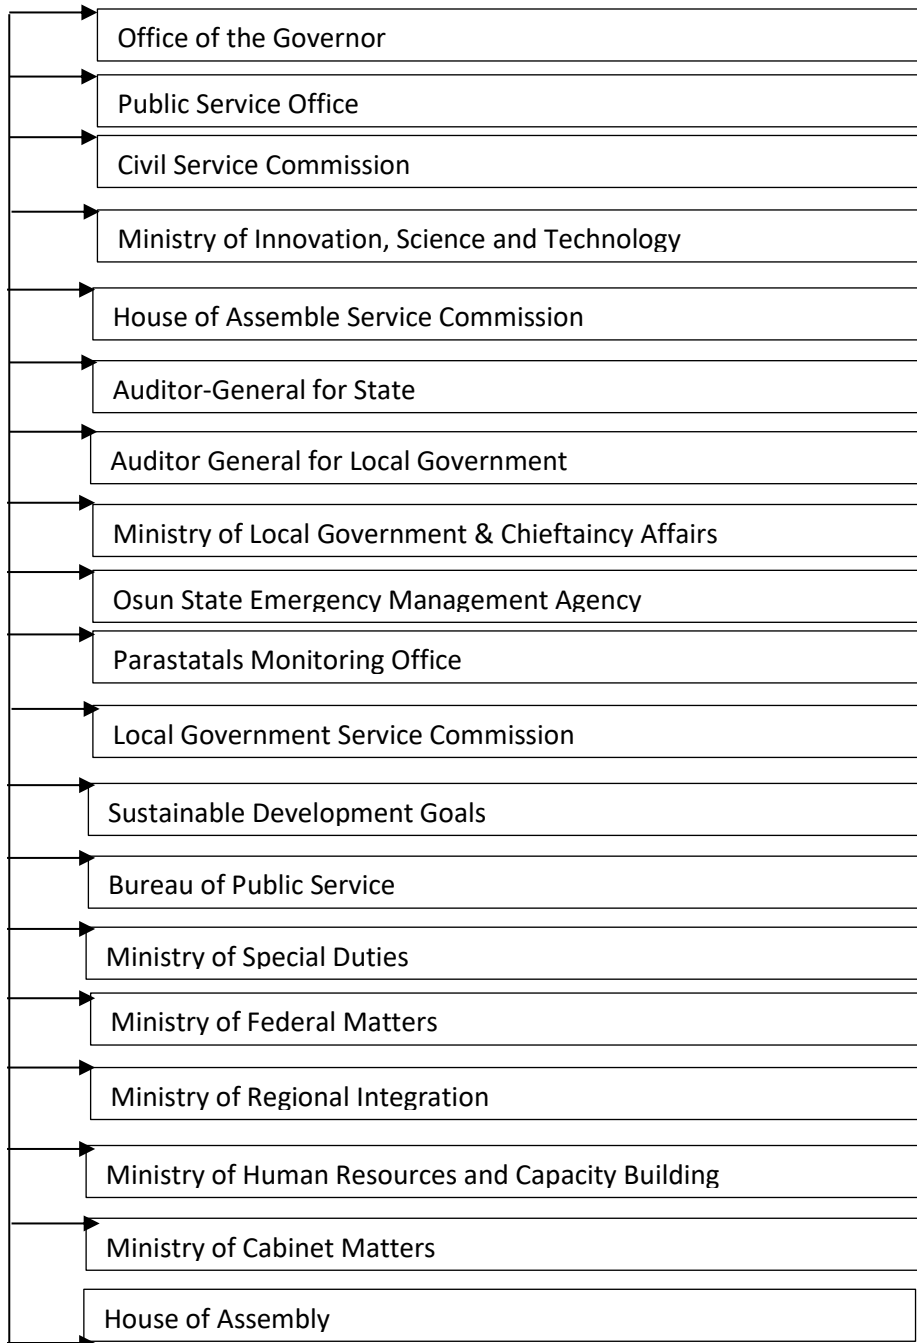 Office of the Governor
Public Service Office
Civil Service Commission
Ministry of Innovation, Science and Technology
House of Assemble Service Commission
Auditor-General for State
Auditor General for Local Government
Ministry of Local Government & Chieftaincy Affairs
Osun State Emergency Management Agency
Parastatals Monitoring Office
Local Government Service Commission
Sustainable Development Goals
Bureau of Public Service
Ministry of Special Duties
Ministry of Federal Matters
Ministry of Regional Integration
Ministry of Human Resources and Capacity Building
Ministry of Cabinet Matters
House of Assembly